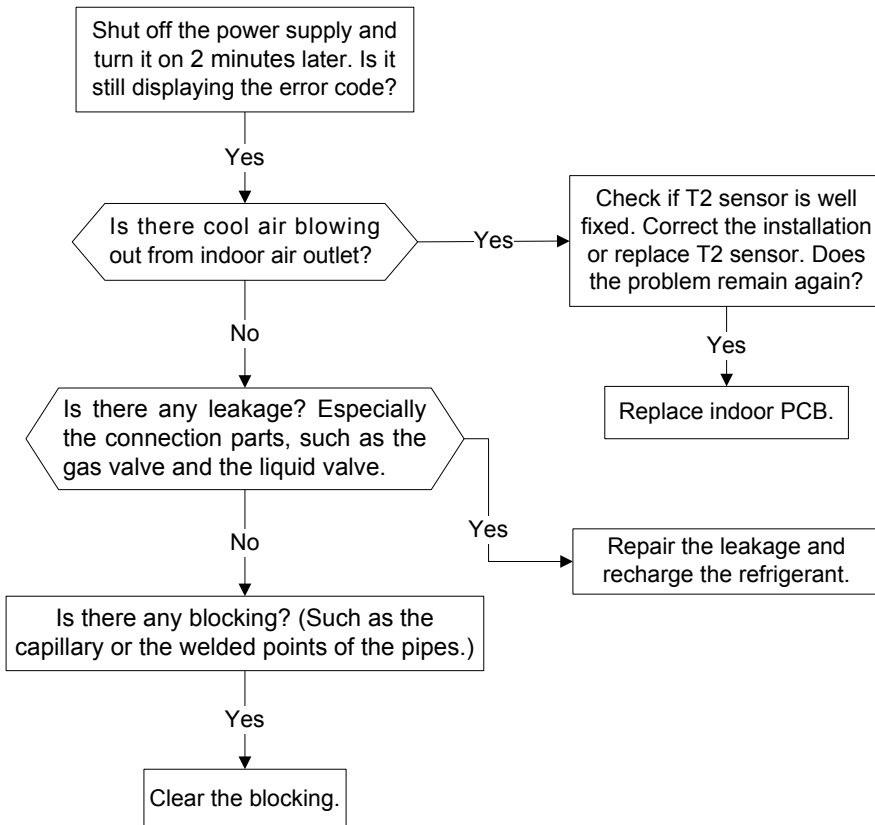 Shut off the power supply and
turn it on 2 minutes later. Is it
still displaying the error code?
Yes
Is there cool air blowing
out from indoor air outlet?
Yes
Check if T2 sensor is well
fixed. Correct the installation
or replace T2 sensor. Does
the problem remain again?
Yes
Replace indoor PCB.
No
Is there any leakage? Especially
the connection parts, such as the
gas valve and the liquid valve.
Yes
Repair the leakage and
recharge the refrigerant.
No
Is there any blocking? (Such as the
capillary or the welded points of the pipes.)
Yes
Clear the blocking.